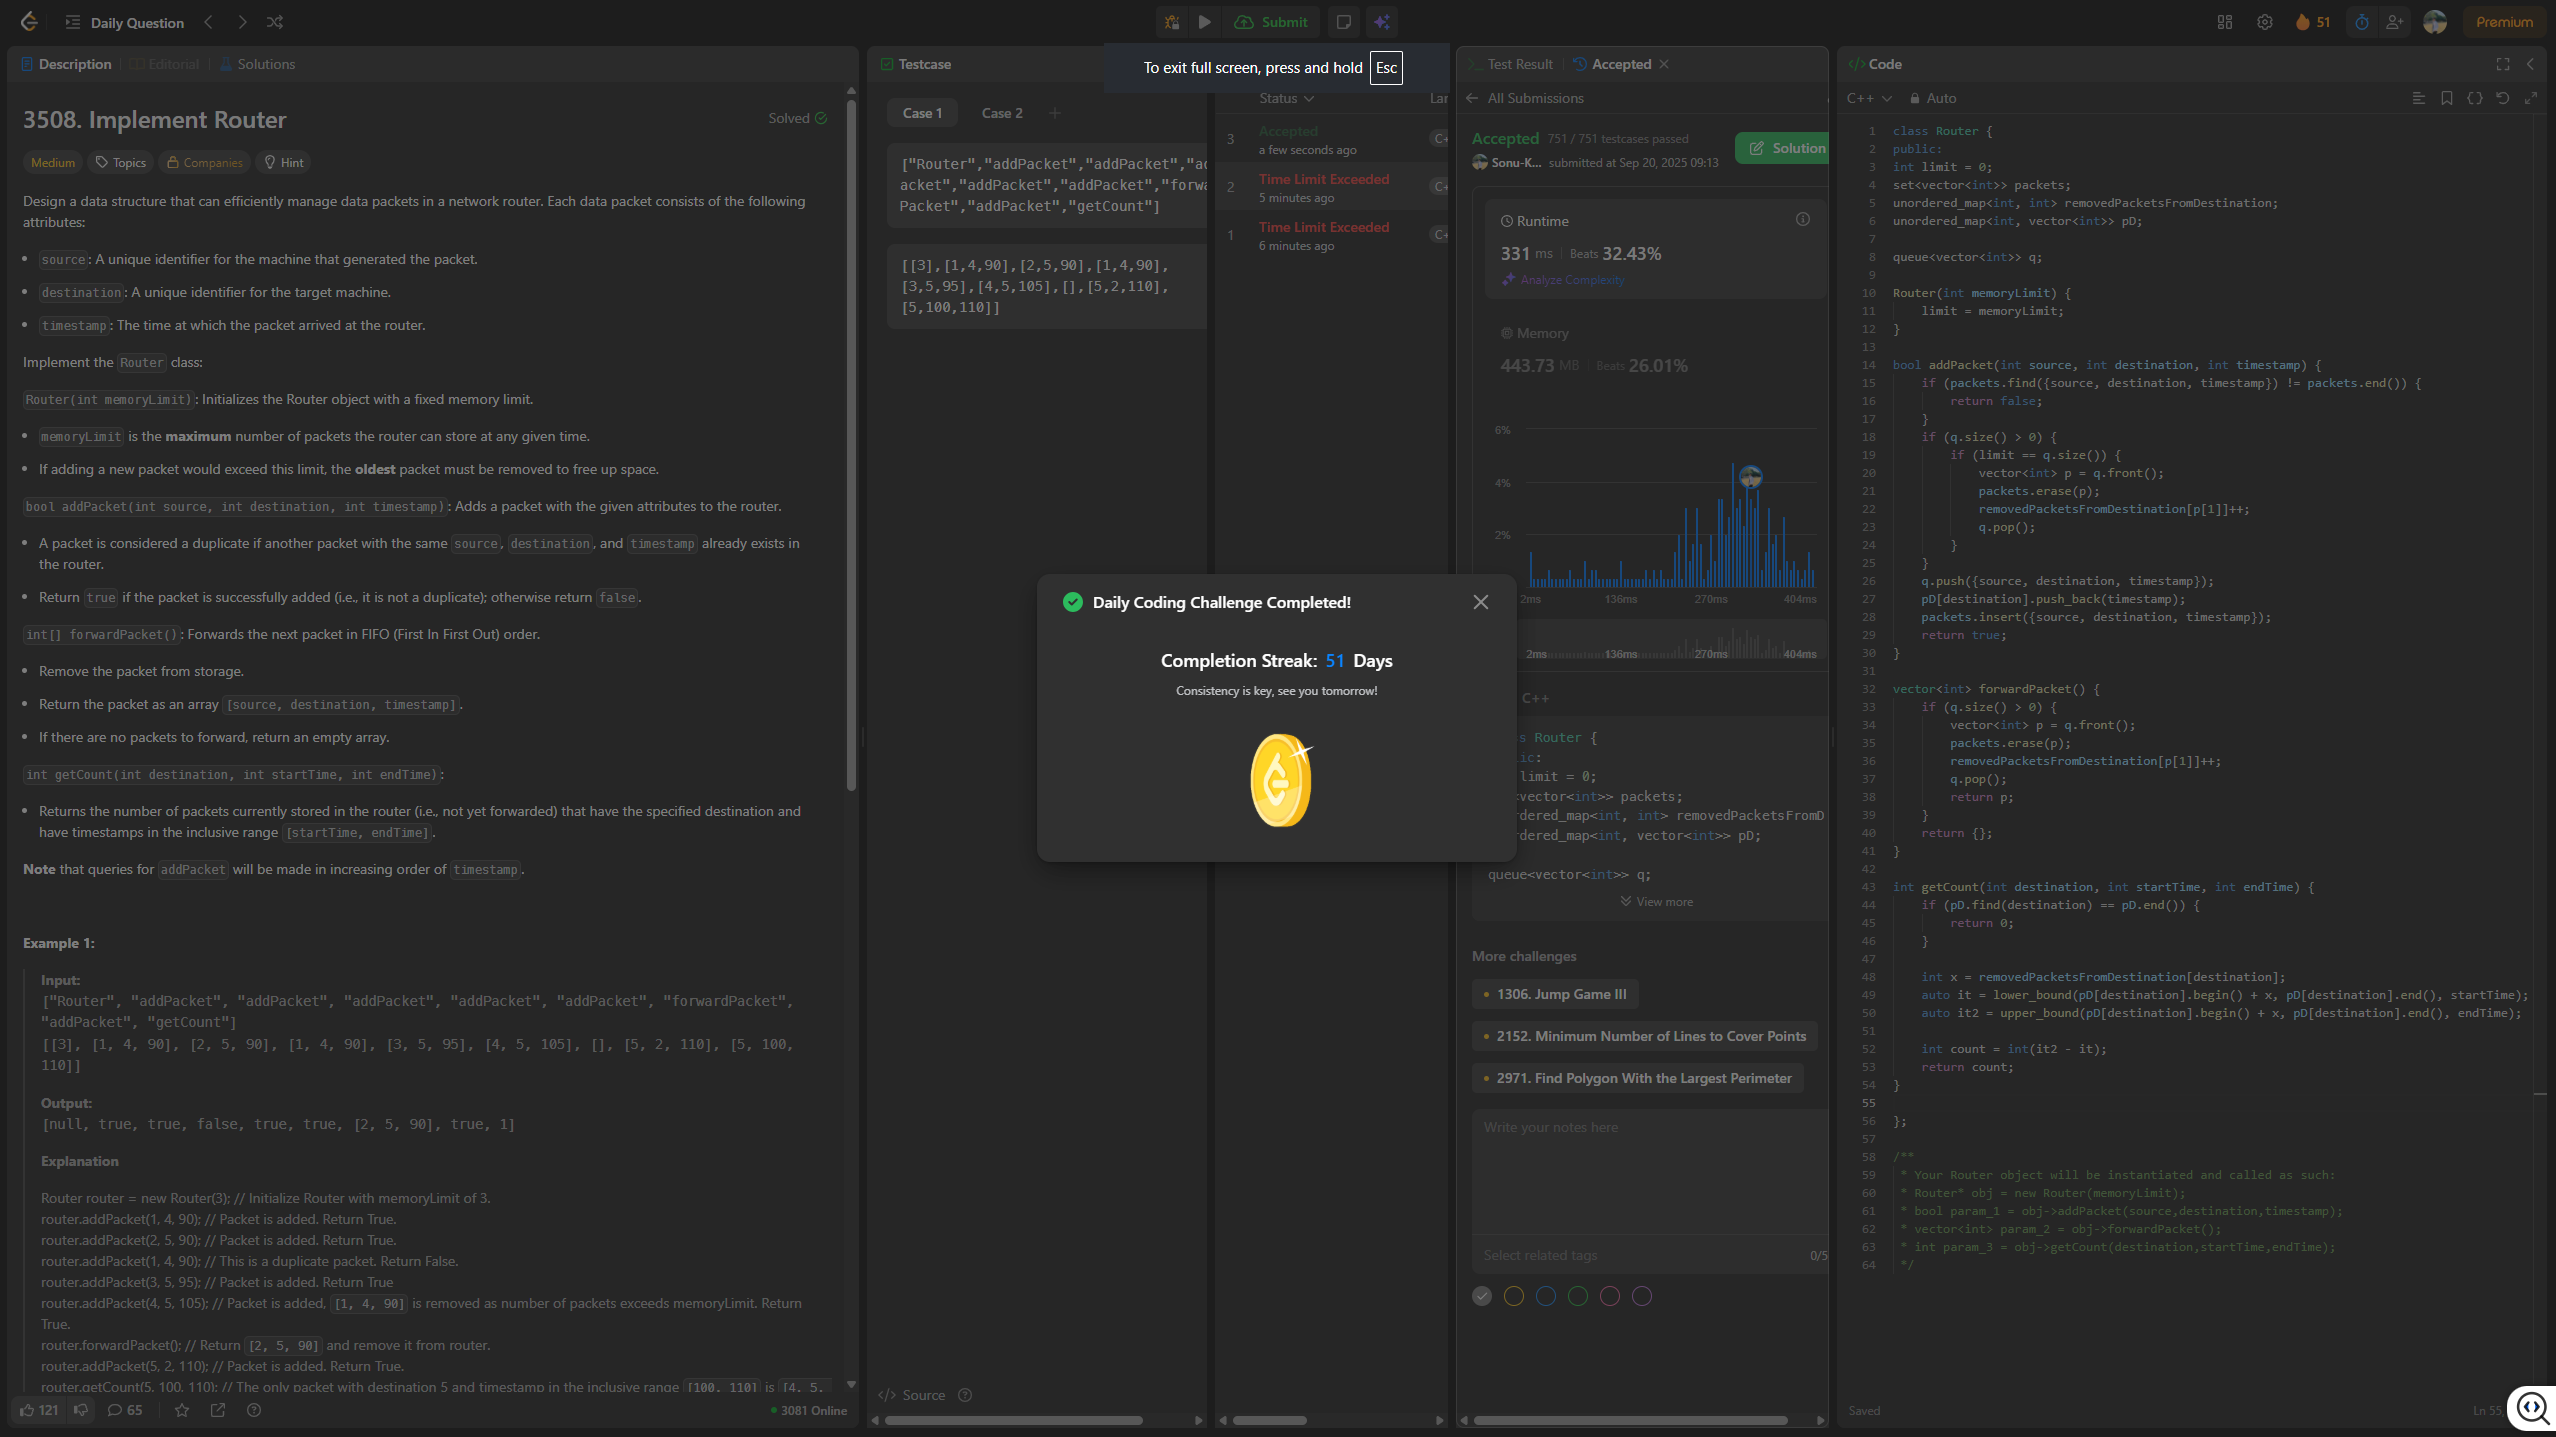 Daily Question
Submit
51
Premium
To exit full screen, press and hold Esc
Description
Editorial
Solutions
3508. Implement Router
Solved
Medium
Topics
Companies
Hint
Design a data structure that can efficiently manage data packets in a network router. Each data packet consists of the following
attributes:
source: A unique identifier for the machine that generated the packet.
destination: A unique identifier for the target machine.
timestamp: The time at which the packet arrived at the router.
Implement the Router class:
Router(int memoryLimit): Initializes the Router object with a fixed memory limit.
memoryLimit is the maximum number of packets the router can store at any given time.
If adding a new packet would exceed this limit, the oldest packet must be removed to free up space.
bool addPacket(int source, int destination, int timestamp): Adds a packet with the given attributes to the router.
A packet is considered a duplicate if another packet with the same source, destination, and timestamp already exists in
the router.
Return true if the packet is successfully added (i.e., it is not a duplicate); otherwise return false.
int[] forwardPacket(): Forwards the next packet in FIFO (First In First Out) order.
Remove the packet from storage.
Return the packet as an array [source, destination, timestamp].
If there are no packets to forward, return an empty array.
int getCount(int destination, int startTime, int endTime):
Returns the number of packets currently stored in the router (i.e., not yet forwarded) that have the specified destination and
have timestamps in the inclusive range [startTime, endTime].
Note that queries for addPacket will be made in increasing order of timestamp.
Example 1:
Input:
["Router", "addPacket", "addPacket", "addPacket", "addPacket", "addPacket", "forwardPacket",
"addPacket", "getCount"]
[[3], [1, 4, 90], [2, 5, 90], [1, 4, 90], [3, 5, 95], [4, 5, 105], [], [5, 2, 110], [5, 100,
110]]
Output:
[null, true, true, false, true, true, [2, 5, 90], true, 1]
Explanation
Router router = new Router(3); // Initialize Router with memoryLimit of 3.
router.addPacket(1, 4, 90); // Packet is added. Return True.
router.addPacket(2, 5, 90); // Packet is added. Return True.
router.addPacket(1, 4, 90); // This is a duplicate packet. Return False.
router.addPacket(3, 5, 95); // Packet is added. Return True
router.addPacket(4, 5, 105); // Packet is added, [1, 4, 90] is removed as number of packets exceeds memoryLimit. Return
True.
router.forwardPacket(); // Return [2, 5, 90] and remove it from router.
router.addPacket(5, 2, 110); // Packet is added. Return True.
router.getCount(5, 100, 110); // The only packet with destination 5 and timestamp in the inclusive range [100, 110] is [4, 5,
121
65
3081 Online
Testcase
Case 1
Case 2
["Router","addPacket","addPacket","ac
acket","addPacket","addPacket","forwa
Packet","addPacket","getCount"]
[[3],[1,4,90],[2,5,90],[1,4,90],
[3,5,95],[4,5,105],[],[5,2,110],
[5,100,110]]
</> Source
Status
Lan
3
Accepted
a few seconds ago
C+
2
Time Limit Exceeded
5 minutes ago
C+
1
Time Limit Exceeded
6 minutes ago
C+
Test Result
Accepted
All Submissions
Accepted 751 / 751 testcases passed
Sonu-K... submitted at Sep 20, 2025 09:13
Solution
Runtime
331 ms Beats 32.43%
Analyze Complexity
Memory
443.73 MB Beats 26.01%
6%
4%
2%
2ms 136ms 270ms 404ms
2ms 136ms 270ms 404ms
C++
s Router {
ic:
limit = 0;
<vector<int>> packets;
rdered_map<int, int> removedPacketsFromD
rdered_map<int, vector<int>> pD;
queue<vector<int>> q;
View more
More challenges
1306. Jump Game III
2152. Minimum Number of Lines to Cover Points
2971. Find Polygon With the Largest Perimeter
Write your notes here
Select related tags
0/5
Daily Coding Challenge Completed!
Completion Streak: 51 Days
Consistency is key, see you tomorrow!
</> Code
C++
Auto
1 class Router {
2 public:
3 int limit = 0;
4 set<vector<int>> packets;
5 unordered_map<int, int> removedPacketsFromDestination;
6 unordered_map<int, vector<int>> pD;
7
8 queue<vector<int>> q;
9
10 Router(int memoryLimit) {
11 limit = memoryLimit;
12 }
13
14 bool addPacket(int source, int destination, int timestamp) {
15 if (packets.find({source, destination, timestamp}) != packets.end()) {
16 return false;
17 }
18 if (q.size() > 0) {
19 if (limit == q.size()) {
20 vector<int> p = q.front();
21 packets.erase(p);
22 removedPacketsFromDestination[p[1]]++;
23 q.pop();
24 }
25 }
26 q.push({source, destination, timestamp});
27 pD[destination].push_back(timestamp);
28 packets.insert({source, destination, timestamp});
29 return true;
30 }
31
32 vector<int> forwardPacket() {
33 if (q.size() > 0) {
34 vector<int> p = q.front();
35 packets.erase(p);
36 removedPacketsFromDestination[p[1]]++;
37 q.pop();
38 return p;
39 }
40 return {};
41 }
42
43 int getCount(int destination, int startTime, int endTime) {
44 if (pD.find(destination) == pD.end()) {
45 return 0;
46 }
47
48 int x = removedPacketsFromDestination[destination];
49 auto it = lower_bound(pD[destination].begin() + x, pD[destination].end(), startTime);
50 auto it2 = upper_bound(pD[destination].begin() + x, pD[destination].end(), endTime);
51
52 int count = int(it2 - it);
53 return count;
54 }
55
56 };
57
58 /**
59 * Your Router object will be instantiated and called as such:
60 * Router* obj = new Router(memoryLimit);
61 * bool param_1 = obj->addPacket(source,destination,timestamp);
62 * vector<int> param_2 = obj->forwardPacket();
63 * int param_3 = obj->getCount(destination,startTime,endTime);
64 */
Saved
Ln 55,